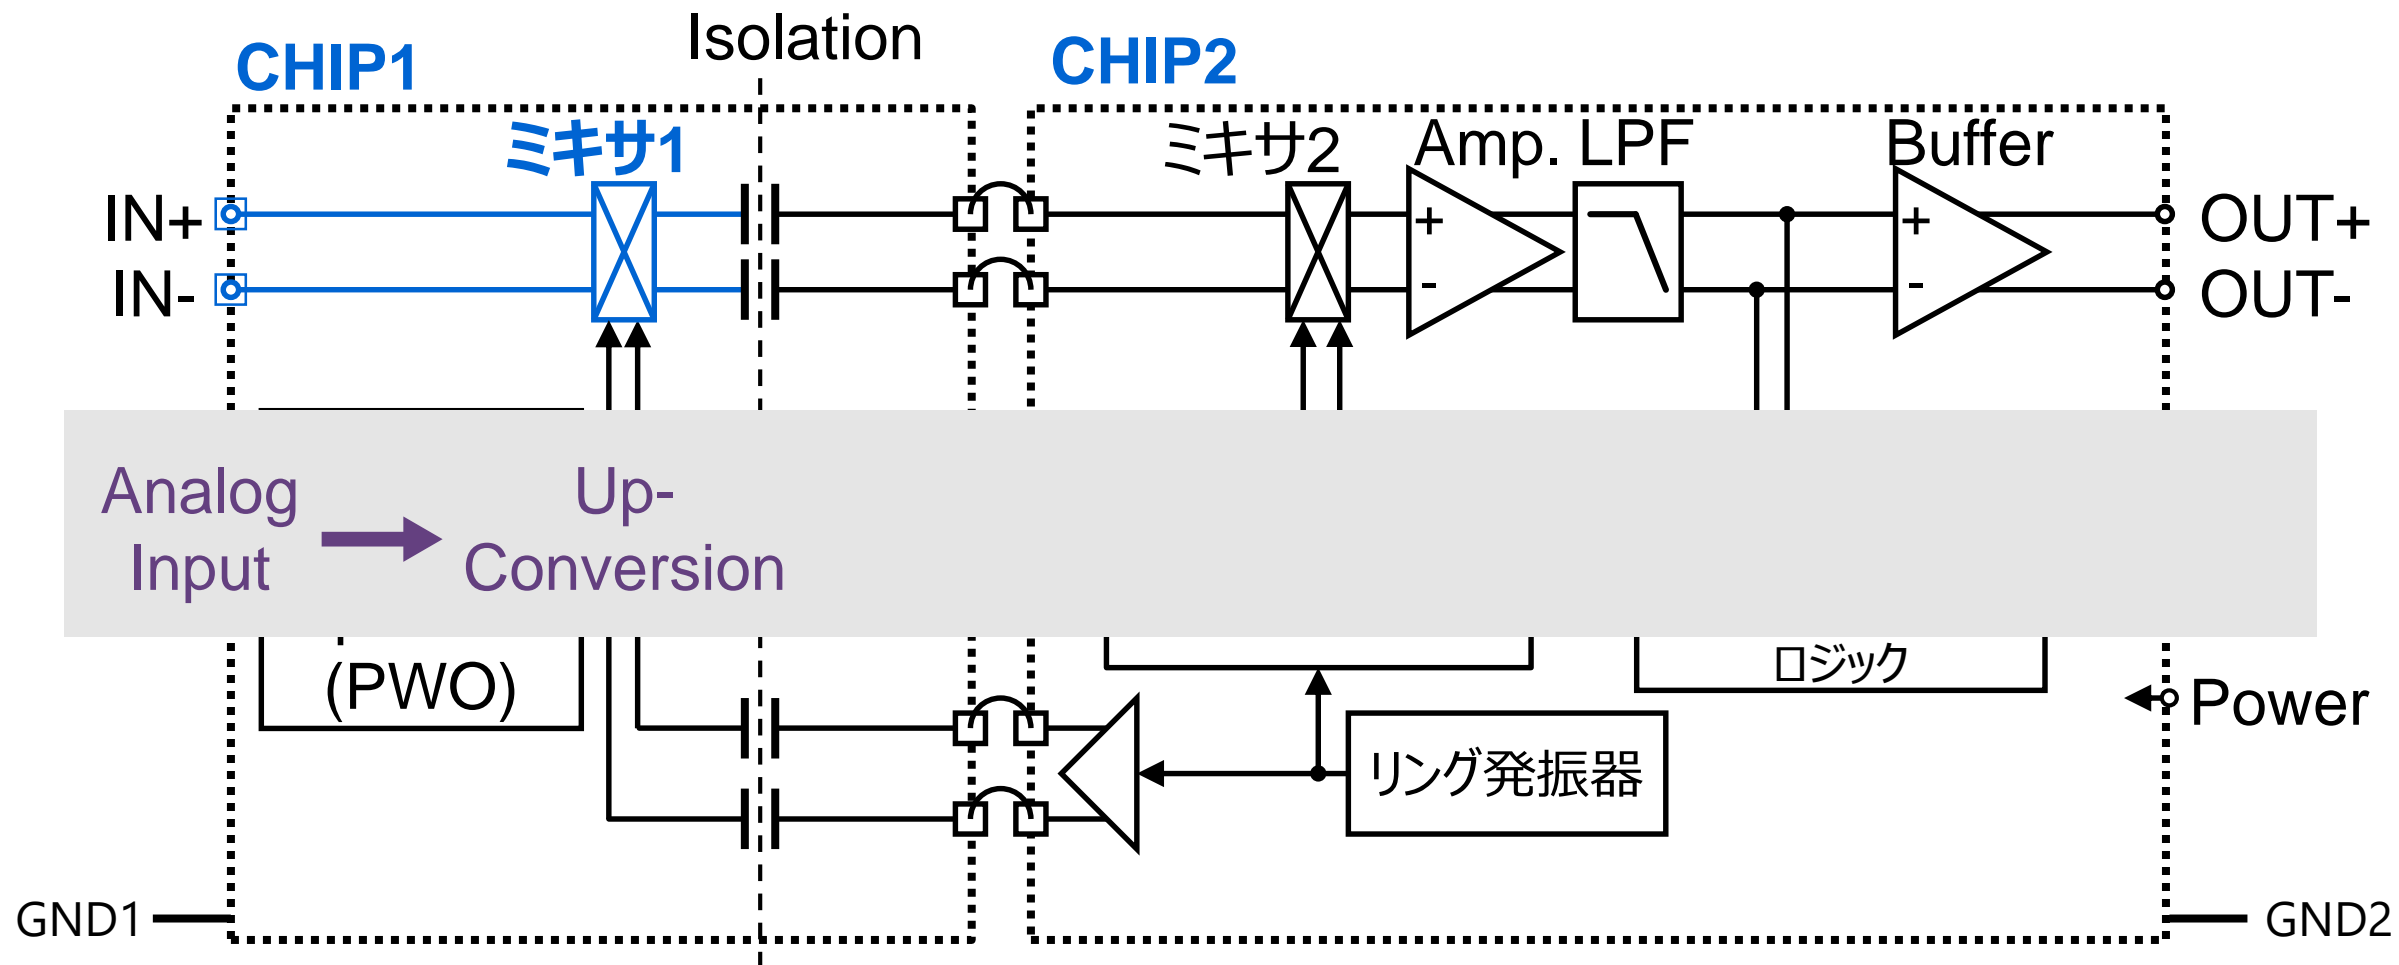 Isolation
CHIP1
CHIP2
ミキサ1
ミキサ2
Amp.
LPF
Buffer
IN+
IN-
+
-
+
-
OUT+
OUT-
Analog
Input
Up-
Conversion
(PWO)
ロジック
Power
リング発振器
GND1
GND2